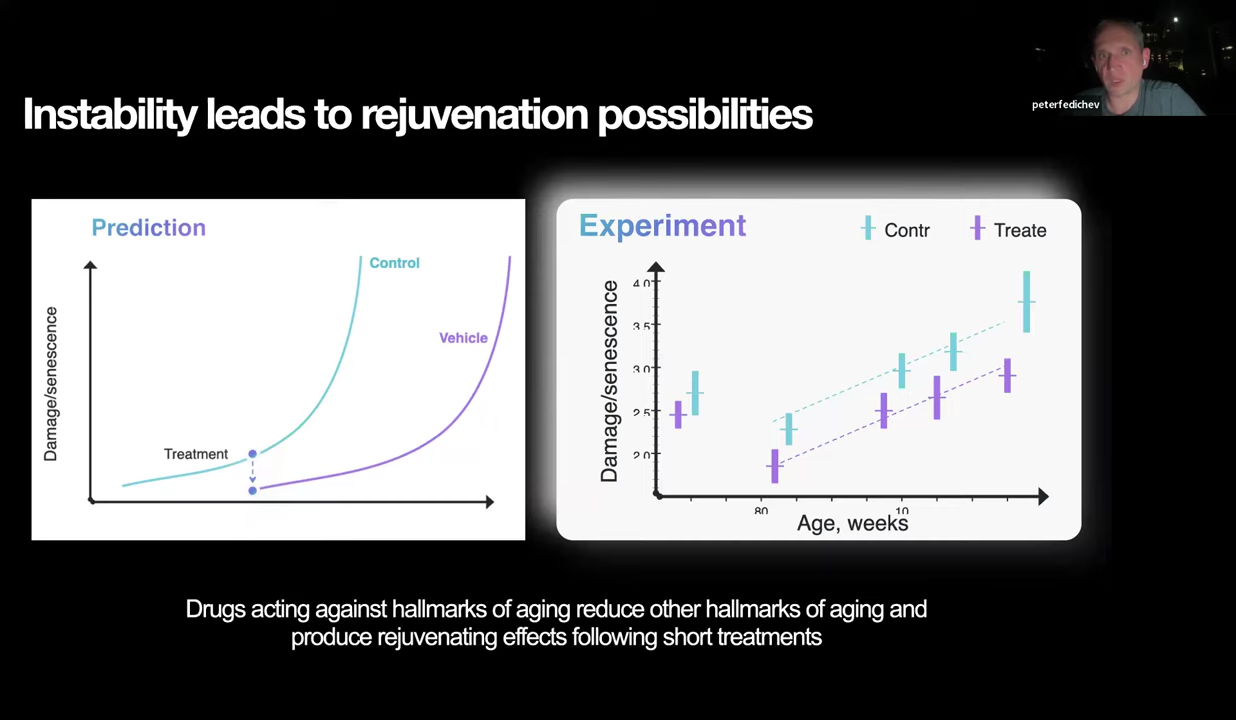 peterfedichev
Instability leads to rejuvenation possibilities
Prediction
Control
Vehicle
Treatment
Damage/senescence
Experiment
Contr
Treate
4.0
3.5
3.0
2.5
2.0
Damage/senescence
80
10
Age, weeks
Drugs acting against hallmarks of aging reduce other hallmarks of aging and
produce rejuvenating effects following short treatments